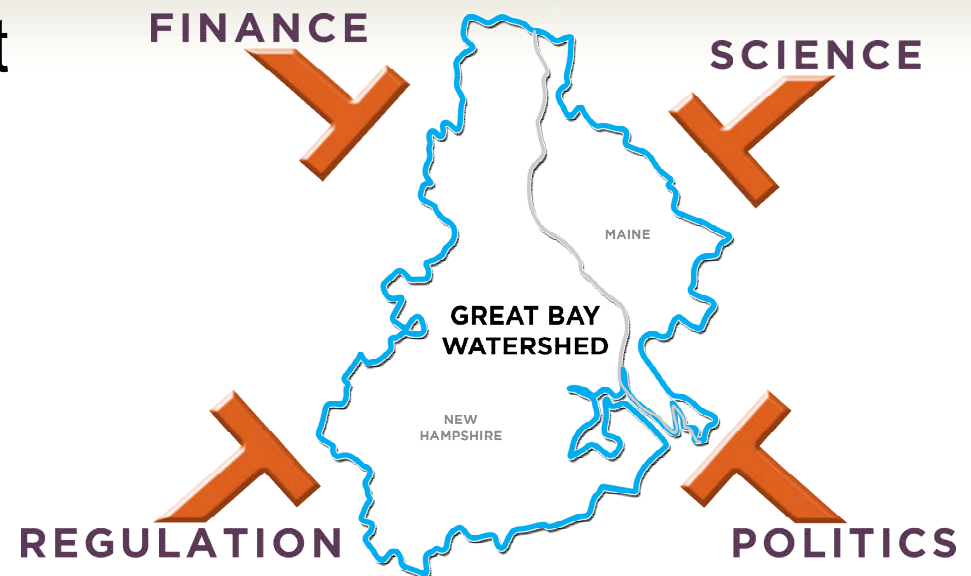 t
FINANCE
SCIENCE
MAINE
GREAT BAY
WATERSHED
NEW
HAMPSHIRE
REGULATION
POLITICS